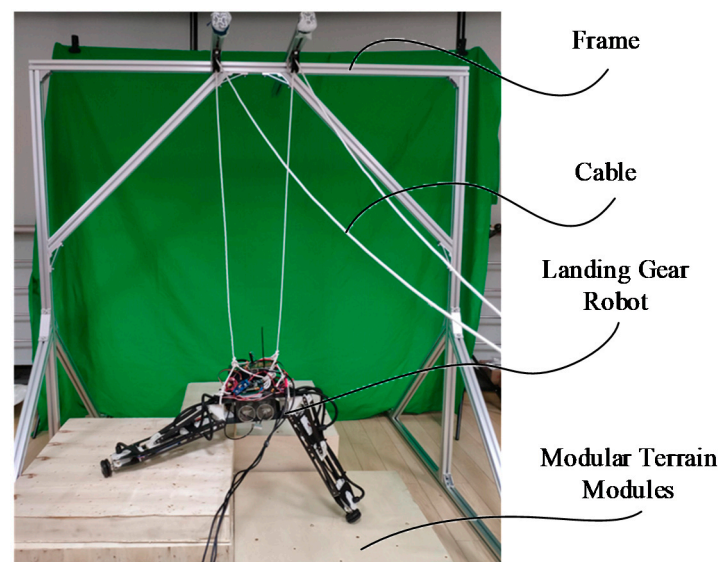 Frame
Cable
Landing Gear
Robot
Modular Terrain
Modules